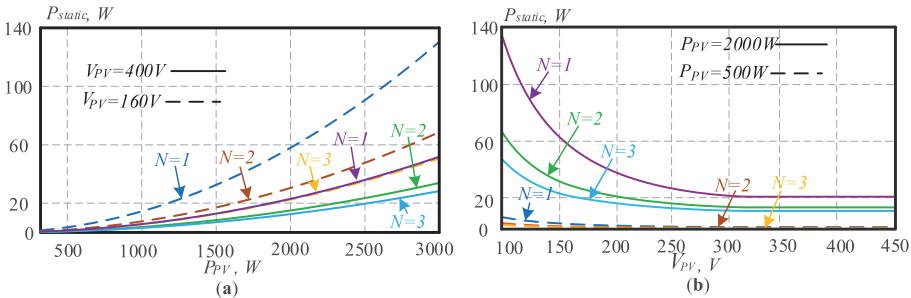 P_static, W
140
100
60
20
0
V_PV=400V
V_PV=160V
N=1
N=2
N=3
N=1
N=2
N=3
500 1000 1500 2000 2500 3000
P_PV, W
(a)
P_static, W
140
100
60
20
0
P_PV=2000W
P_PV=500W
N=1
N=2
N=3
N=1
N=2
N=3
100 150 200 250 300 350 400 450
V_PV, V
(b)